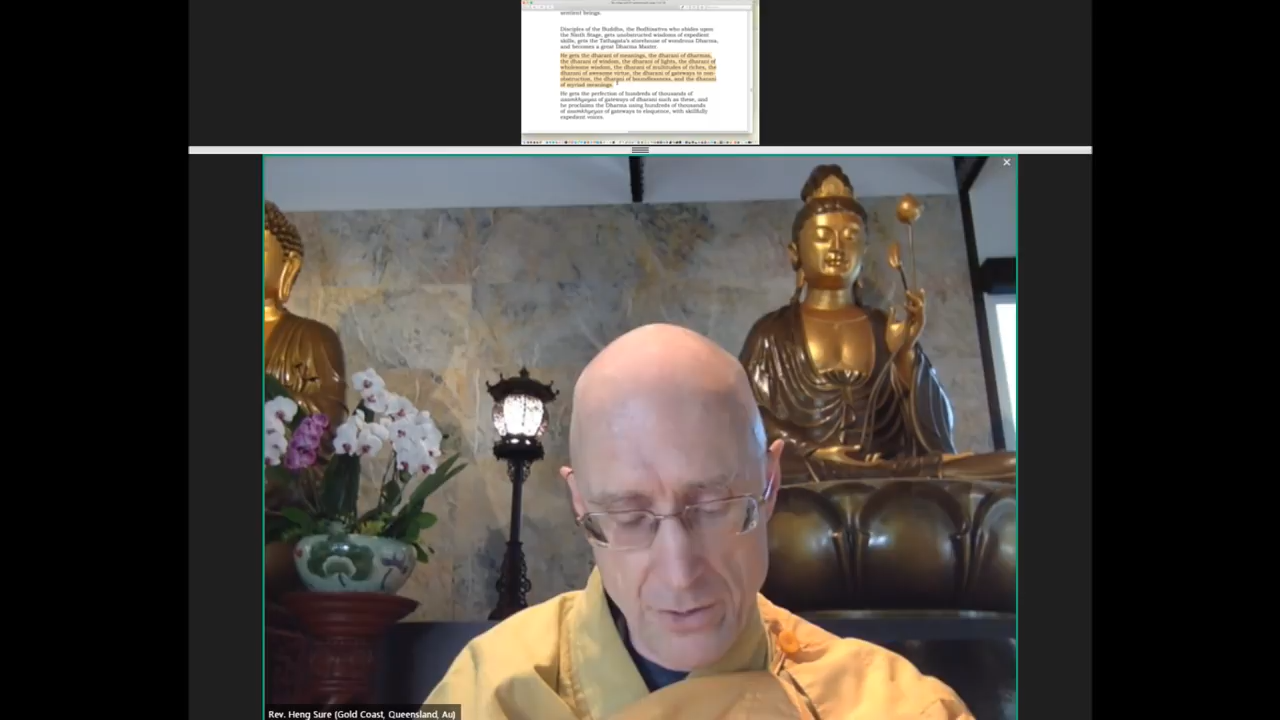 sentient beings.
Disciples of the Buddha, the Bodhisattva who abides upon
the Ninth Stage, gets unobstructed wisdoms of expedient
skills, gets the Tathagata's storehouse of wondrous Dharma,
and becomes a great Dharma Master.
He gets the dharani of meanings, the dharani of dharmas,
the dharani of wisdom, the dharani of lights, the dharani of
wholesome wisdom, the dharani of multitudes of riches, the
dharani of awesome virtue, the dharani of gateways to non-
obstruction, the dharani of boundlessness, and the dharani
of myriad meanings.
He gets the perfection of hundreds of thousands of
asamkhyeyas of gateways of dharani such as these, and
he proclaims the Dharma using hundreds of thousands
of asamkhyeyas of gateways to eloquence, with skillfully
expedient voices.
Rev. Heng Sure (Gold Coast, Queensland, Au)